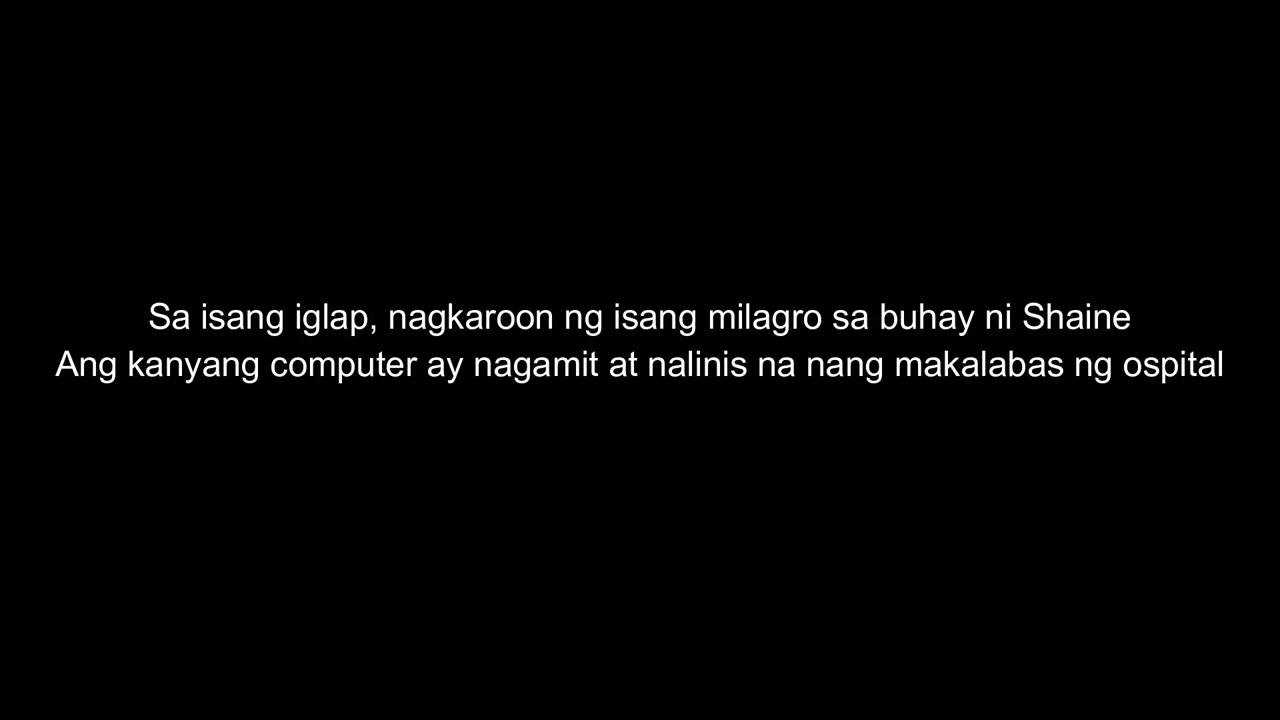 Sa isang iglap, nagkaroon ng isang milagro sa buhay ni Shaine
Ang kanyang computer ay nagamit at nalinis na nang makalabas ng ospital